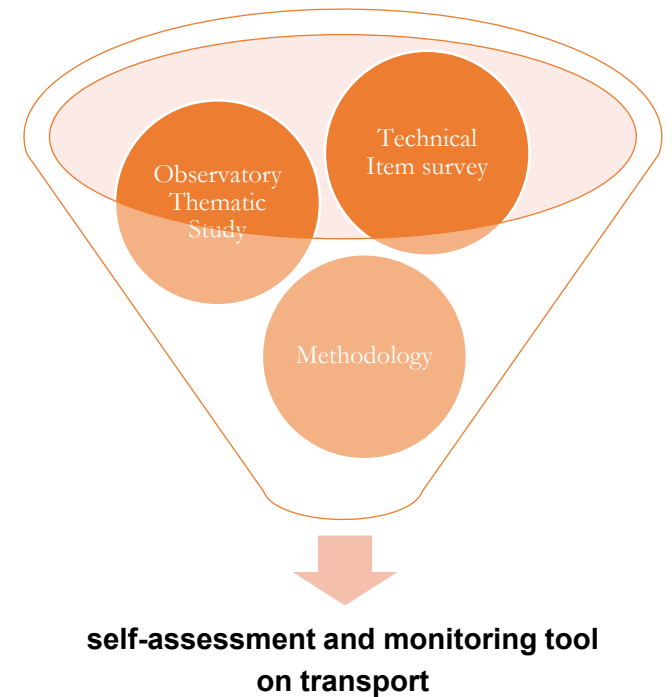 Technical
Item survey
Observatory
Thematic
Study
Methodology
self-assessment and monitoring tool
on transport